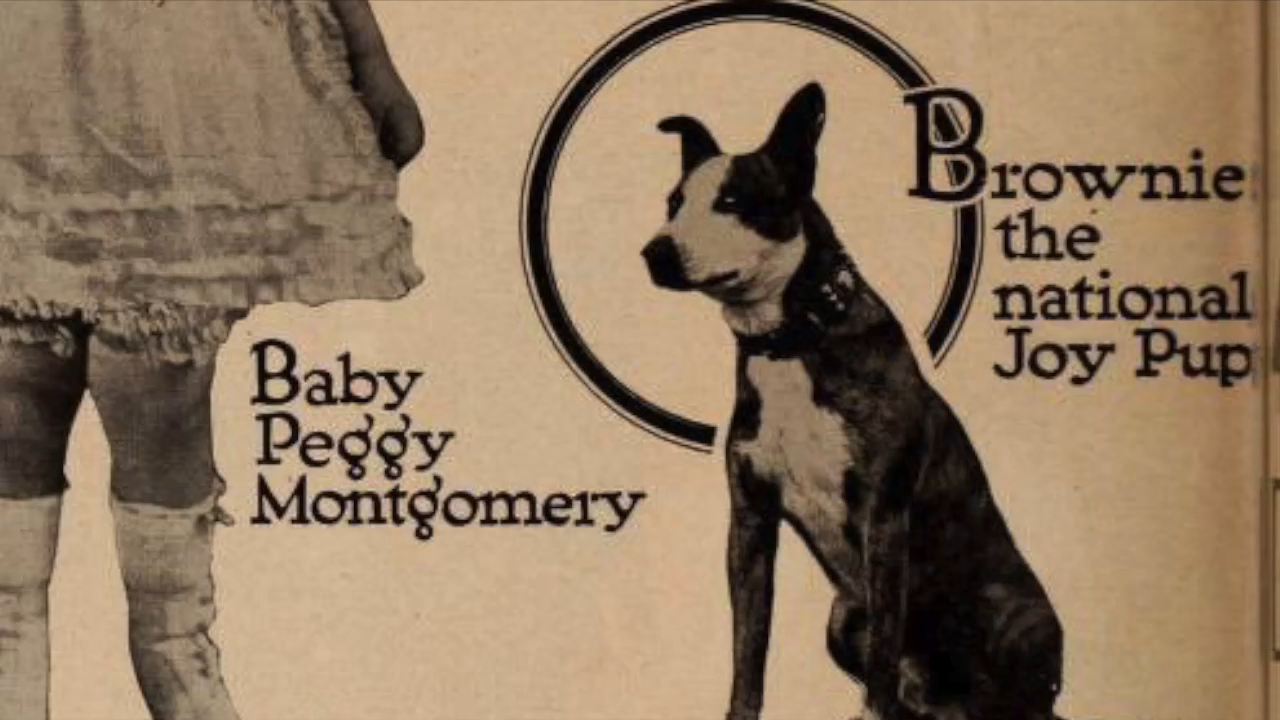 Baby
Peggy
Montgomery
Brownie
the
national
Joy Pup